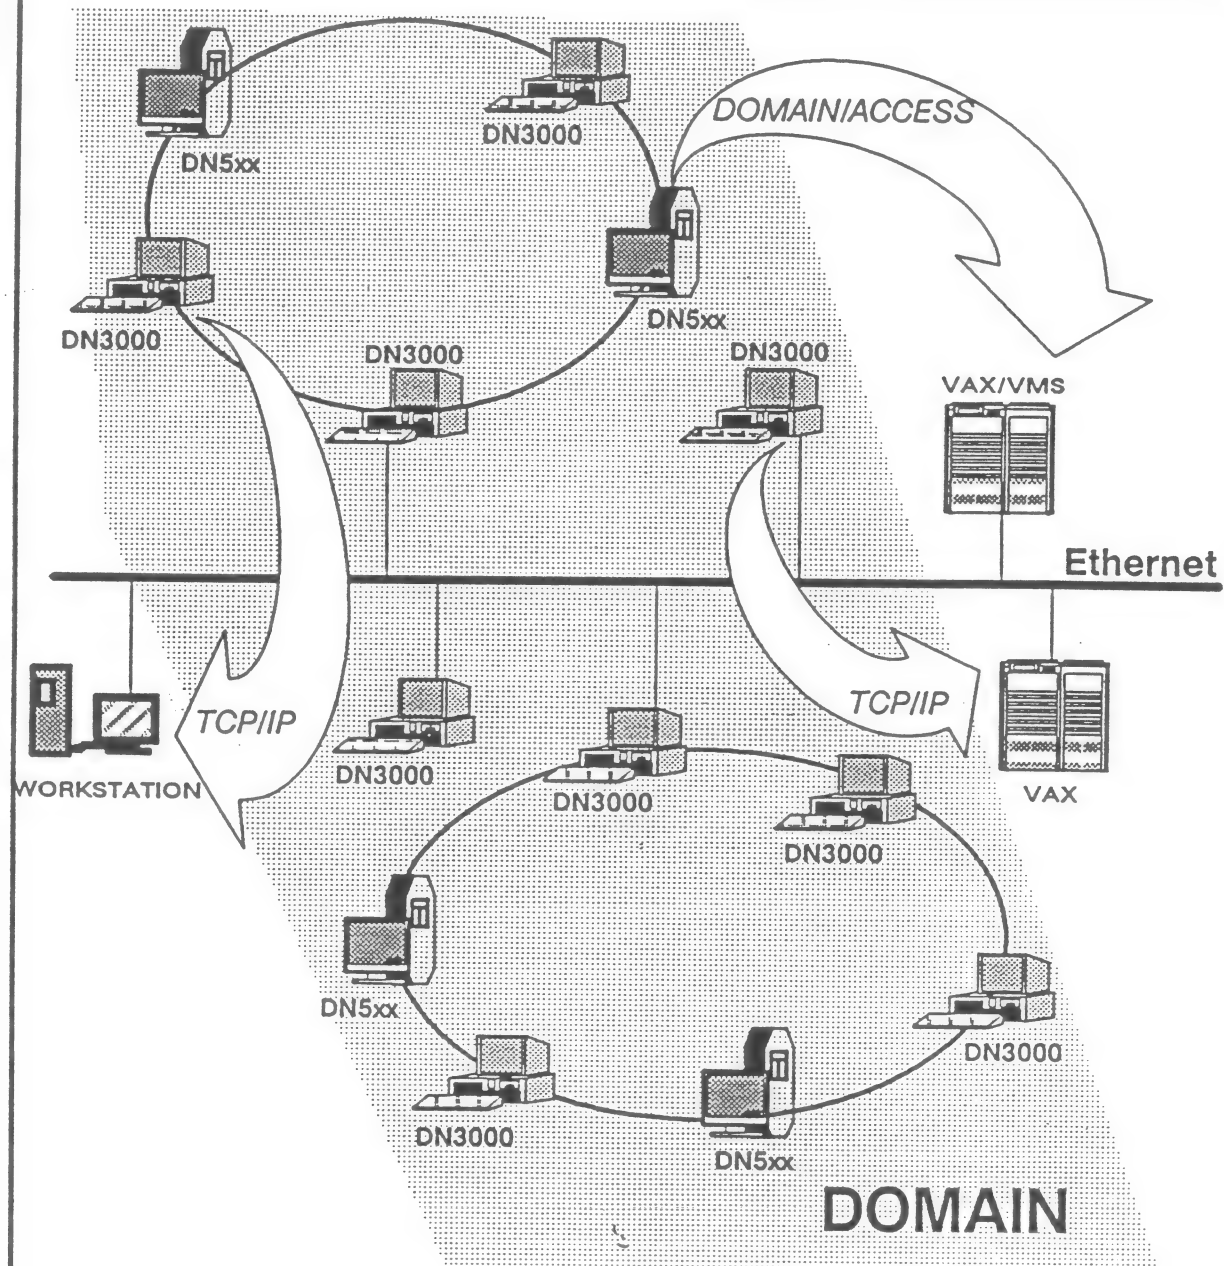 DOMAIN/ACCESS
DN3000
DN5xx
DN5xx
DN3000
DN3000
DN3000
VAX/VMS
Ethernet
TCP/IP
TCP/IP
WORKSTATION
DN3000
DN3000
VAX
DN3000
DN5xx
DN3000
DN3000
DN5xx
DOMAIN